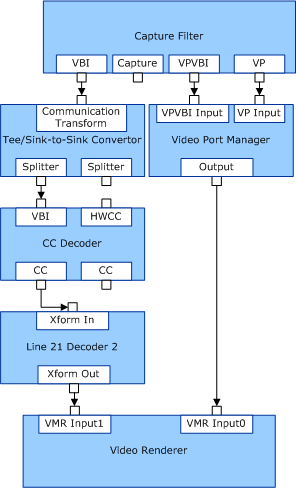 Capture Filter
VBI
Capture
VPVBI
VP
Communication
Transform
Tee/Sink-to-Sink Convertor
Splitter
Splitter
VPVBI Input
VP Input
Video Port Manager
Output
VBI
HWCC
CC Decoder
CC
CC
Xform In
Line 21 Decoder 2
Xform Out
VMR Input1
VMR Input0
Video Renderer